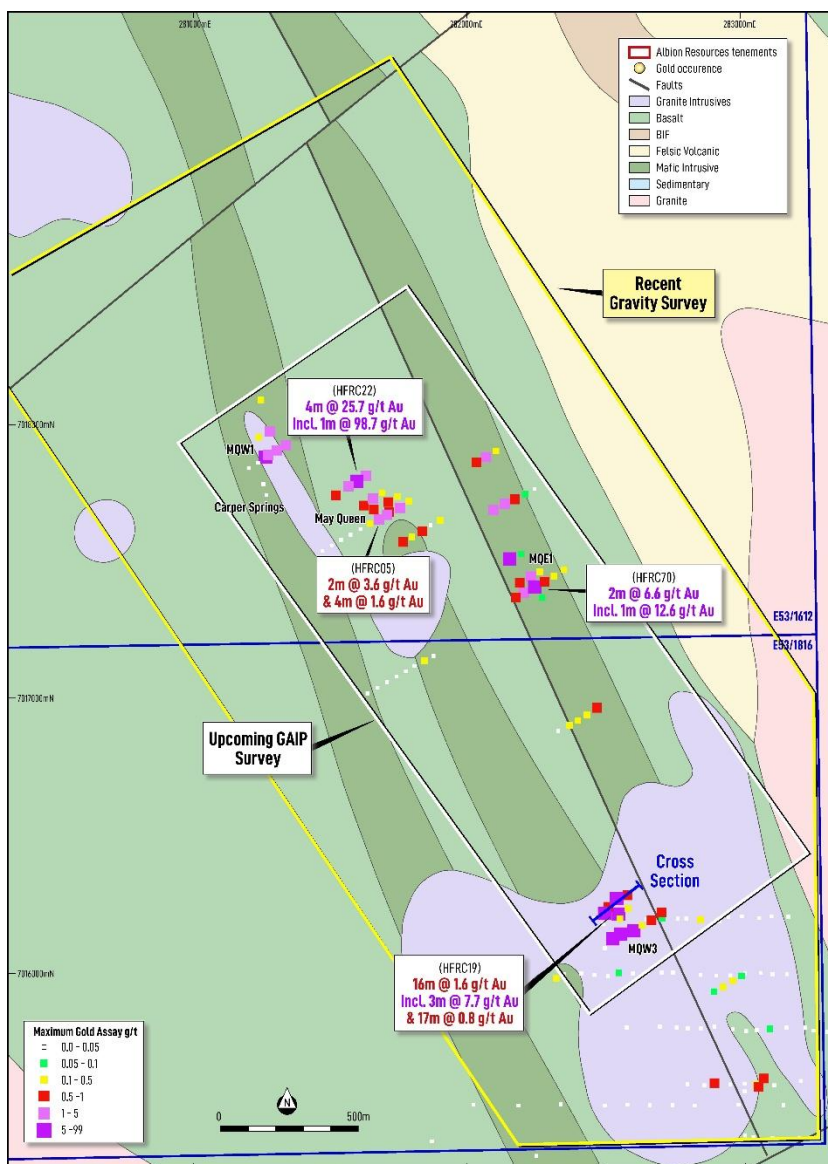 281000mE
282000mE
283000mE
Albion Resources tenements
Gold occurence
Faults
Granite Intrusives
Basalt
BIF
Felsic Volcanic
Mafic Intrusive
Sedimentary
Granite
Recent
Gravity Survey
(HFRC22)
4m @ 25.7 g/t Au
Incl. 1m @ 98.7 g/t Au
7018000mN
MQW1
Carper Springs
May Queen
MQE1
(HFRC05)
2m @ 3.6 g/t Au
& 4m @ 1.6 g/t Au
(HFRC70)
2m @ 6.6 g/t Au
Incl. 1m @ 12.6 g/t Au
E53/1612
E53/1816
7017000mN
Upcoming GAIP
Survey
Cross
Section
MQW3
(HFRC19)
16m @ 1.6 g/t Au
Incl. 3m @ 7.7 g/t Au
& 17m @ 0.8 g/t Au
7016000mN
Maximum Gold Assay g/t
0.0 - 0.05
0.05 - 0.1
0.1 - 0.5
0.5 -1
1 - 5
5 -99
N
0
500m